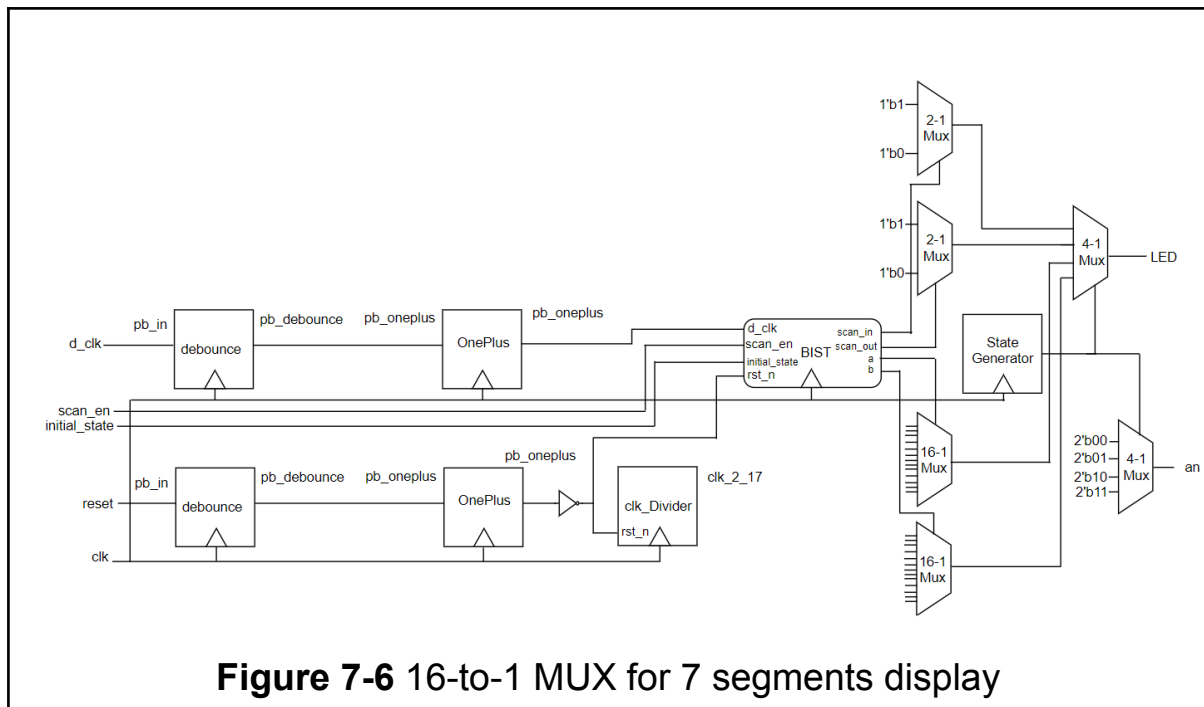 1'b1
2-1
Mux
1'b0
1'b1
2-1
Mux
1'b0
4-1
Mux
LED
pb_in
pb_debounce
pb_oneplus
pb_oneplus
d_clk
debounce
OnePlus
d_clk
scan_en
initial_state
rst_n
BIST
scan_in
scan_out
a
b
State
Generator
scan_en
initial_state
16-1
Mux
2'b00
2'b01
2'b10
2'b11
4-1
Mux
an
pb_in
pb_debounce
pb_oneplus
pb_oneplus
clk_2_17
reset
debounce
OnePlus
clk_Divider
rst_n
clk
16-1
Mux
Figure 7-6 16-to-1 MUX for 7 segments display